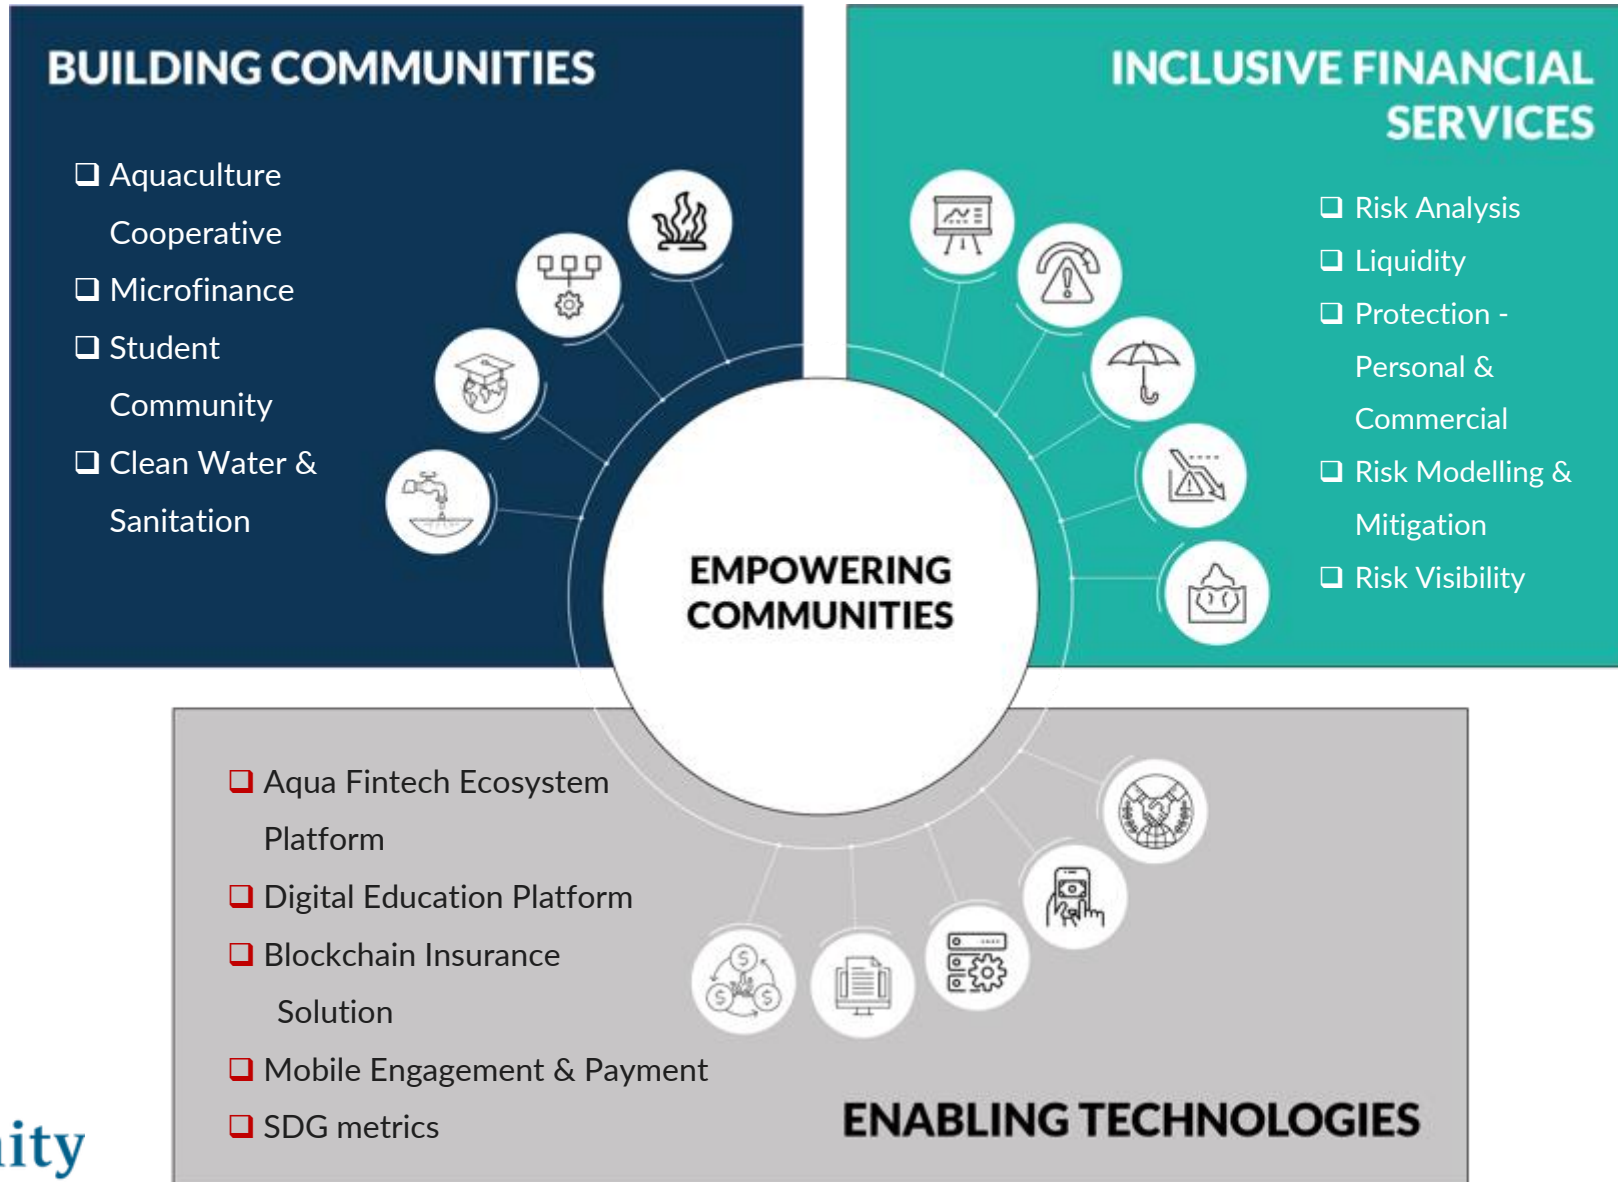 BUILDING COMMUNITIES
❑ Aquaculture
Cooperative
❑ Microfinance
❑ Student
Community
❑ Clean Water &
Sanitation
INCLUSIVE FINANCIAL
SERVICES
❑ Risk Analysis
❑ Liquidity
❑ Protection -
Personal &
Commercial
❑ Risk Modelling &
Mitigation
❑ Risk Visibility
EMPOWERING
COMMUNITIES
❑ Aqua Fintech Ecosystem
Platform
❑ Digital Education Platform
❑ Blockchain Insurance
Solution
❑ Mobile Engagement & Payment
❑ SDG metrics
ENABLING TECHNOLOGIES